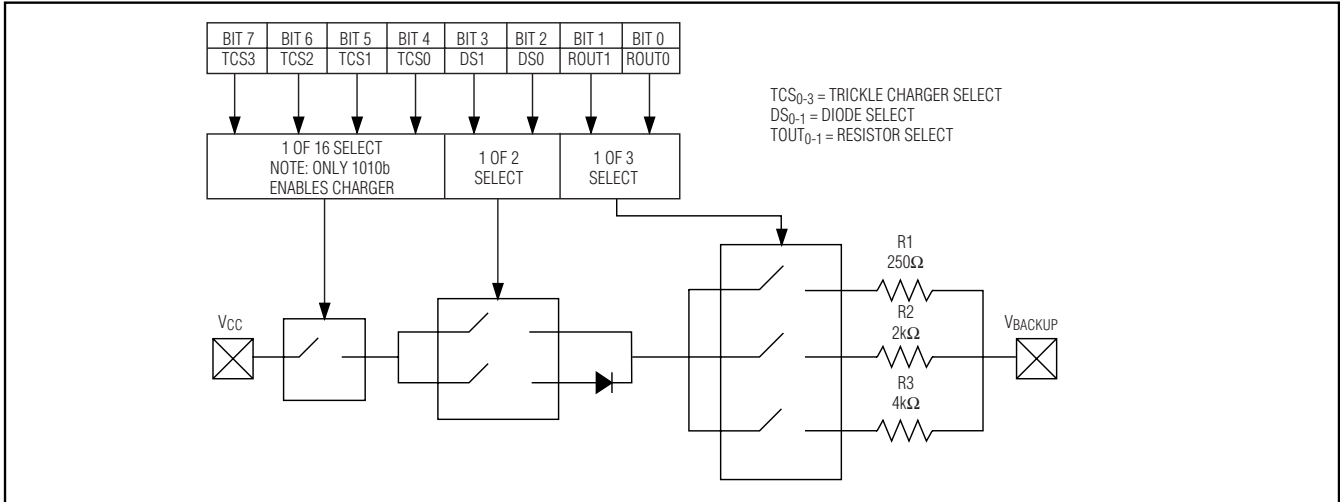 BIT 7 BIT 6 BIT 5 BIT 4 BIT 3 BIT 2 BIT 1 BIT 0
TCS3 TCS2 TCS1 TCS0 DS1 DS0 ROUT1 ROUT0
TCS0-3 = TRICKLE CHARGER SELECT
DS0-1 = DIODE SELECT
TOUT0-1 = RESISTOR SELECT
1 OF 16 SELECT
NOTE: ONLY 1010b
ENABLES CHARGER
1 OF 2
SELECT
1 OF 3
SELECT
R1
250Ω
VCC
R2
2kΩ
VBACKUP
R3
4kΩ